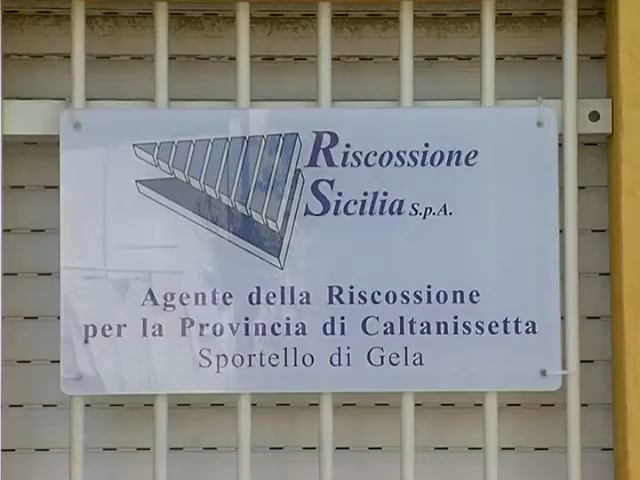 Riscossione
Sicilia S.p.A.
Agente della Riscossione
per la Provincia di Caltanissetta
Sportello di Gela